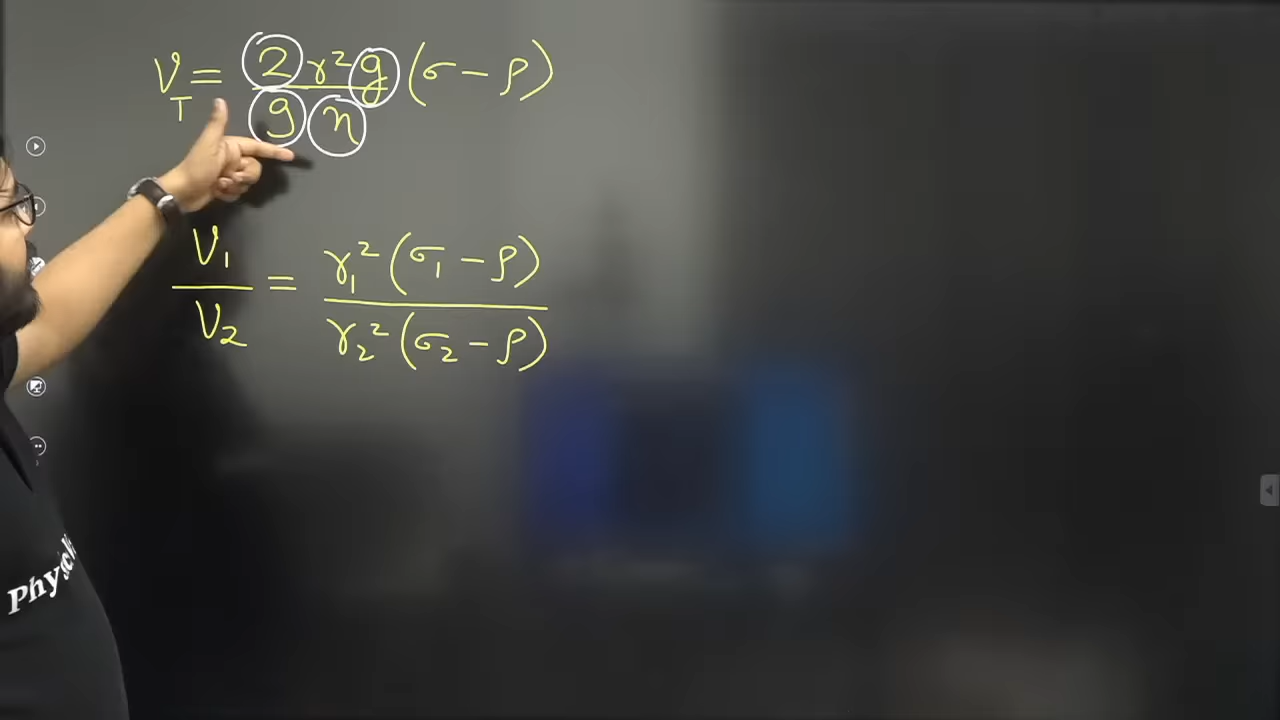 V_T = 2 r² g / 9 η (σ − ρ)
V₁ / V₂ = r₁² (σ₁ − ρ) / r₂² (σ₂ − ρ)